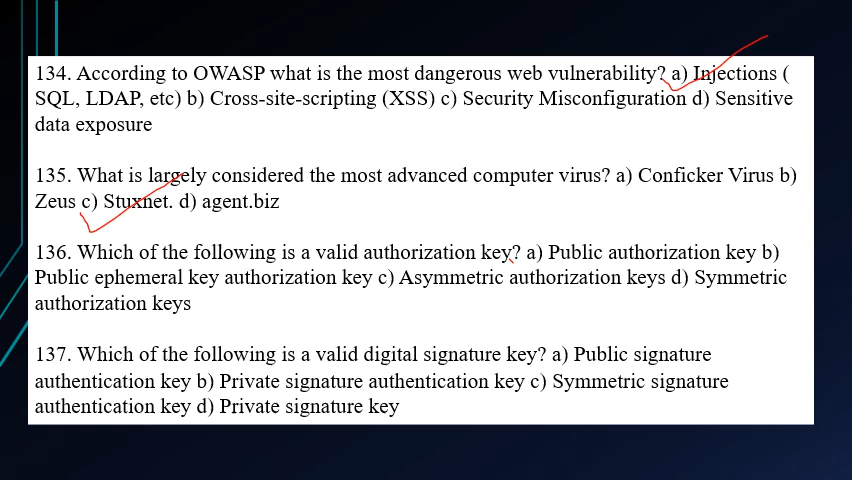 134. According to OWASP what is the most dangerous web vulnerability? a) Injections (
SQL, LDAP, etc) b) Cross-site-scripting (XSS) c) Security Misconfiguration d) Sensitive
data exposure
135. What is largely considered the most advanced computer virus? a) Conficker Virus b)
Zeus c) Stuxnet. d) agent.biz
136. Which of the following is a valid authorization key? a) Public authorization key b)
Public ephemeral key authorization key c) Asymmetric authorization keys d) Symmetric
authorization keys
137. Which of the following is a valid digital signature key? a) Public signature
authentication key b) Private signature authentication key c) Symmetric signature
authentication key d) Private signature key